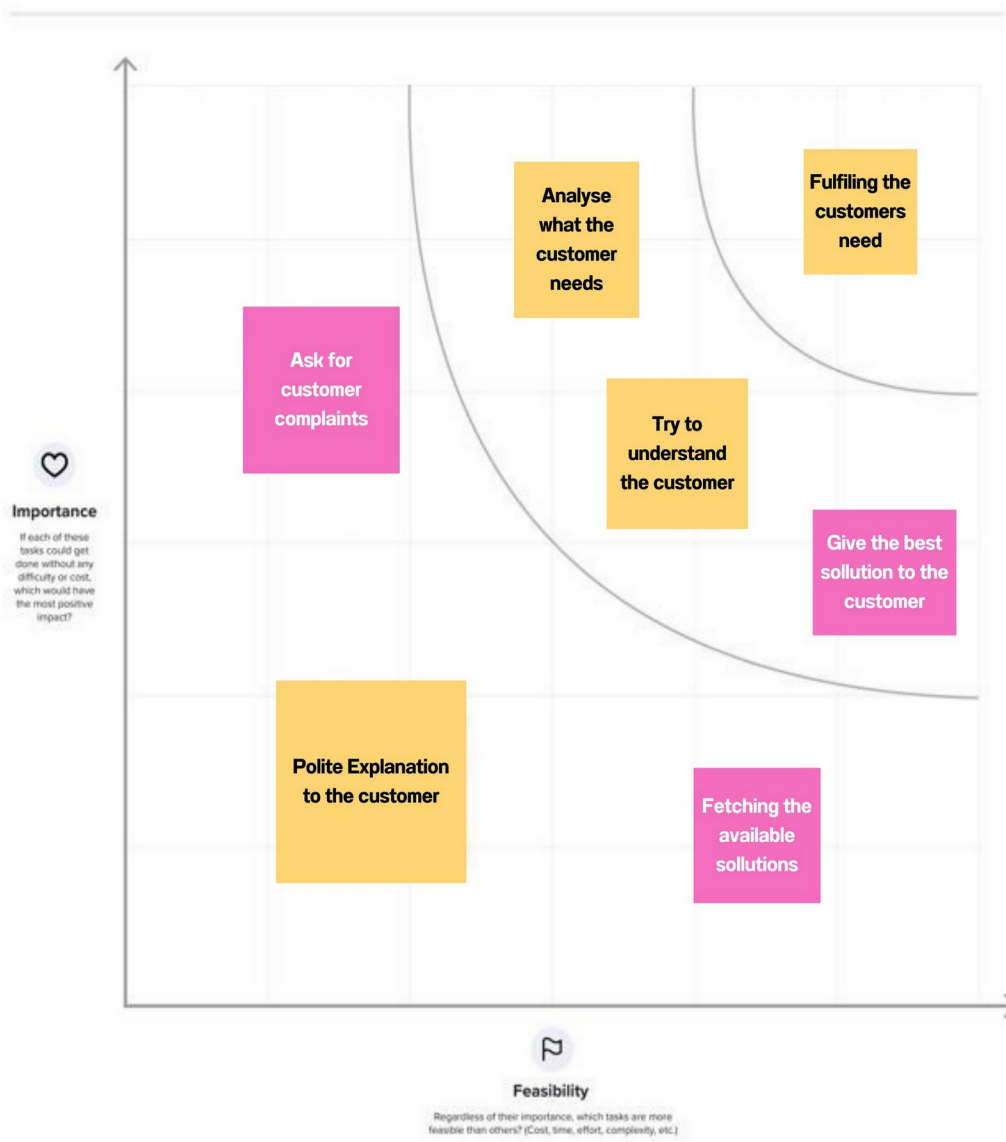 Analyse
what the
customer
needs
Fulfiling the
customers
need
Ask for
customer
complaints
Try to
understand
the customer
Importance
If each of these
tasks could get
done without any
difficulty or cost,
which would have
the most positive
impact?
Give the best
sollution to the
customer
Polite Explanation
to the customer
Fetching the
available
sollutions
Feasibility
Regardless of their importance, which tasks are more
feasible than others? (Cost, time, effort, complexity, etc.)